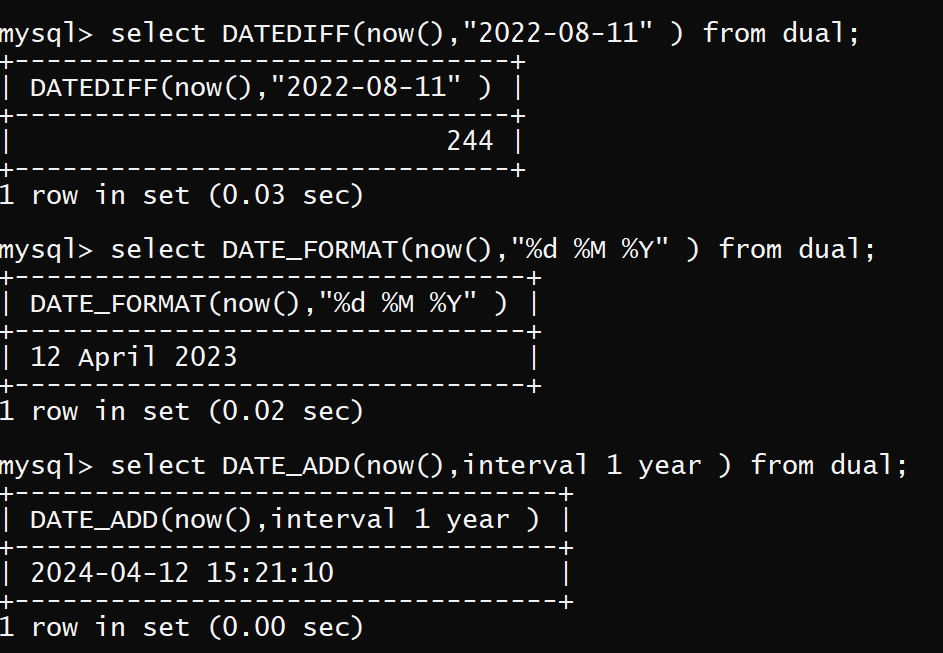 mysql> select DATEDIFF(now(),"2022-08-11" ) from dual;
+-------------------------------+
| DATEDIFF(now(),"2022-08-11" ) |
+-------------------------------+
|                           244 |
+-------------------------------+
1 row in set (0.03 sec)
mysql> select DATE_FORMAT(now(),"%d %M %Y" ) from dual;
+--------------------------------+
| DATE_FORMAT(now(),"%d %M %Y" ) |
+--------------------------------+
| 12 April 2023                  |
+--------------------------------+
1 row in set (0.02 sec)
mysql> select DATE_ADD(now(),interval 1 year ) from dual;
+----------------------------------+
| DATE_ADD(now(),interval 1 year ) |
+----------------------------------+
| 2024-04-12 15:21:10              |
+----------------------------------+
1 row in set (0.00 sec)